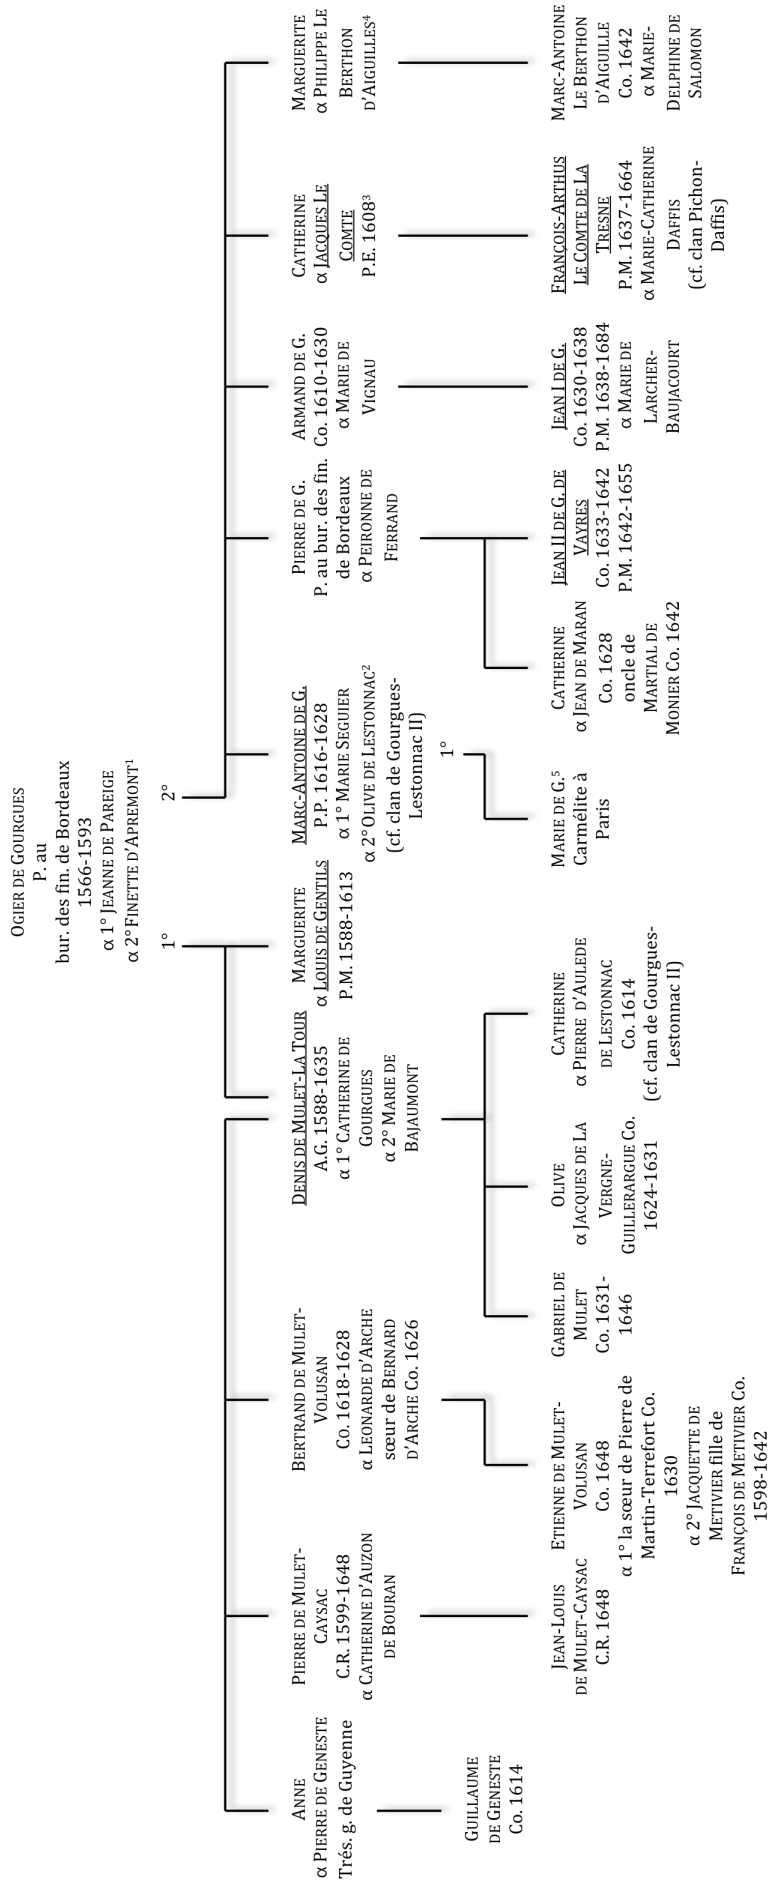 OGIER DE GOURGUES
P. au
bur. des fin. de Bordeaux
1566-1593
α 1° JEANNE DE PAREIGE
α 2° FINETTE D'APREMONT¹
1°
2°
ANNE
α PIERRE DE GENESTE
Trés. g. de Guyenne
PIERRE DE MULET-
CAYSAC
C.R. 1599-1648
α CATHERINE D'AUZON
DE BOURAN
BERTRAND DE MULET-
VOLUSAN
Co. 1618-1628
α LEONARDE D'ARCHE
sœur de BERNARD
D'ARCHE Co. 1626
DENIS DE MULET-LA TOUR
A.G. 1588-1635
α 1° CATHERINE DE
GOURGUES
α 2° MARIE DE
BAJAUMONT
MARGUERITE
α LOUIS DE GENTILS
P.M. 1588-1613
MARC-ANTOINE DE G.
P.P. 1616-1628
α 1° MARIE SEGUIER
α 2° OLIVE DE LESTONNAC²
(cf. clan de Gourgues-
Lestonnac II)
1°
PIERRE DE G.
P. au bur. des fin.
de Bordeaux
α PEIRONNE DE
FERRAND
ARMAND DE G.
Co. 1610-1630
α MARIE DE
VIGNAU
CATHERINE
α JACQUES LE
COMTE
P.E. 1608³
MARGUERITE
α PHILIPPE LE
BERTHON
D'AIGUILLES⁴
GUILLAUME
DE GENESTE
Co. 1614
JEAN-LOUIS
DE MULET-CAYSAC
C.R. 1648
ETIENNE DE MULET-
VOLUSAN
Co. 1648
α 1° la sœur de Pierre de
Martin-Terrefort Co.
1630
α 2° JACQUETTE DE
METIVIER fille de
FRANÇOIS DE METIVIER Co.
1598-1642
GABRIEL DE
MULET
Co. 1631-
1646
OLIVE
α JACQUES DE LA
VERGNE-
GUILLERARGUE Co.
1624-1631
CATHERINE
α PIERRE D'AULEDE
DE LESTONNAC
Co. 1614
(cf. clan de Gourgues-
Lestonnac II)
MARIE DE G.⁵
Carmélite à
Paris
CATHERINE
α JEAN DE MARAN
Co. 1628
oncle de
MARTIAL DE
MONIER Co. 1642
JEAN II DE G. DE
VAYRES
Co. 1633-1642
P.M. 1642-1655
JEAN I DE G.
Co. 1630-1638
P.M. 1638-1684
α MARIE DE
LARCHER-
BAUJACOURT
FRANÇOIS-ARTHUS
LE COMTE DE LA
TRESNE
P.M. 1637-1664
α MARIE-CATHERINE
DAFFIS
(cf. clan Pichon-
Daffis)
MARC-ANTOINE
LE BERTHON
D'AIGUILLE
Co. 1642
α MARIE-
DELPHINE DE
SALOMON